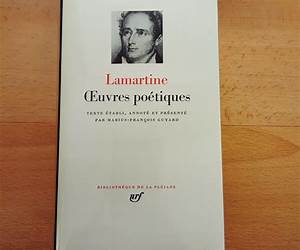 Lamartine
Œuvres poétiques
TEXTE ÉTABLI, ANNOTÉ ET PRÉSENTÉ
PAR MARIUS-FRANÇOIS GUYARD
BIBLIOTHÈQUE DE LA PLÉIADE
nrf